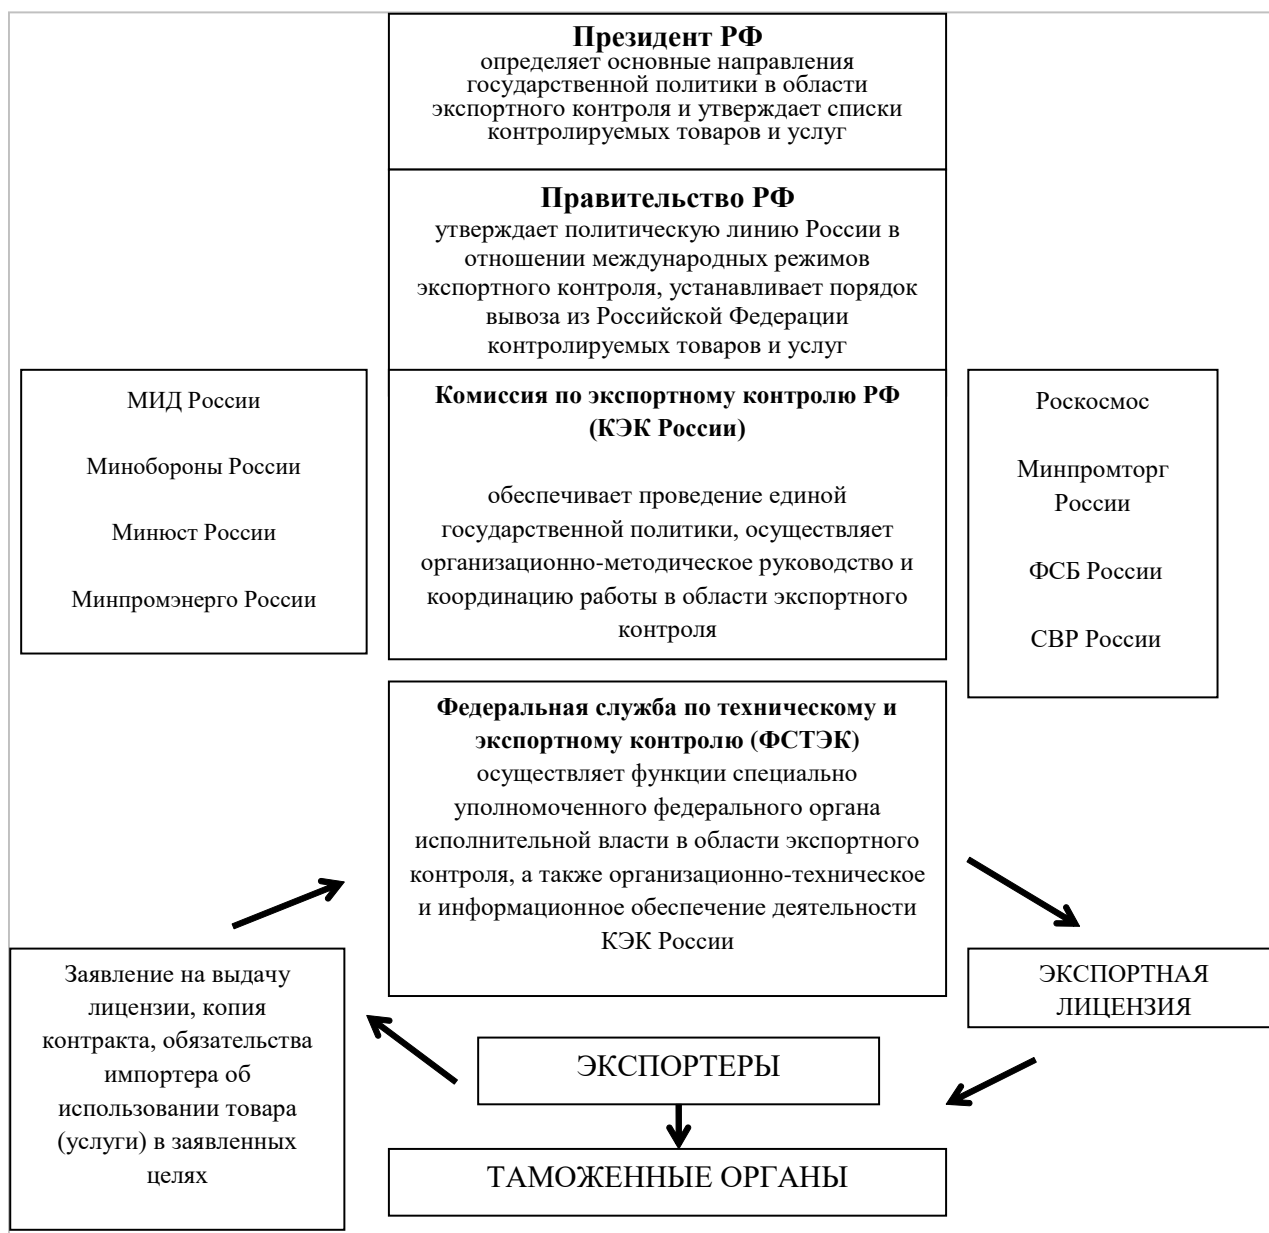 Президент РФ
определяет основные направления
государственной политики в области
экспортного контроля и утверждает списки
контролируемых товаров и услуг
Правительство РФ
утверждает политическую линию России в
отношении международных режимов
экспортного контроля, устанавливает порядок
вывоза из Российской Федерации
контролируемых товаров и услуг
МИД России
Минобороны России
Минюст России
Минпромэнерго России
Комиссия по экспортному контролю РФ
(КЭК России)
обеспечивает проведение единой
государственной политики, осуществляет
организационно-методическое руководство и
координацию работы в области экспортного
контроля
Роскосмос
Минпромторг
России
ФСБ России
СВР России
Федеральная служба по техническому и
экспортному контролю (ФСТЭК)
осуществляет функции специально
уполномоченного федерального органа
исполнительной власти в области экспортного
контроля, а также организационно-техническое
и информационное обеспечение деятельности
КЭК России
Заявление на выдачу
лицензии, копия
контракта, обязательства
импортера об
использовании товара
(услуги) в заявленных
целях
ЭКСПОРТНАЯ
ЛИЦЕНЗИЯ
ЭКСПОРТЕРЫ
ТАМОЖЕННЫЕ ОРГАНЫ